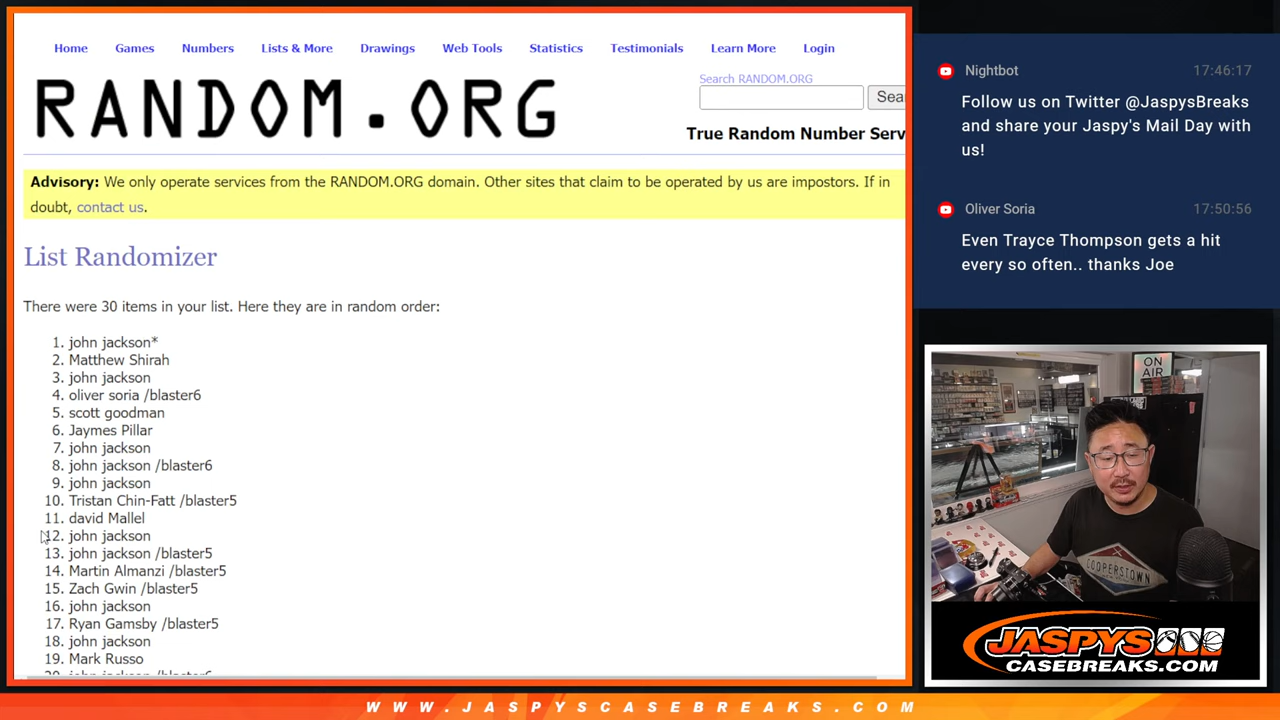 Home Games Numbers Lists & More Drawings Web Tools Statistics Testimonials Learn More Login
RANDOM.ORG
Search RANDOM.ORG
True Random Number Serv
Advisory: We only operate services from the RANDOM.ORG domain. Other sites that claim to be operated by us are impostors. If in
doubt, contact us.
List Randomizer
There were 30 items in your list. Here they are in random order:
1. john jackson*
2. Matthew Shirah
3. john jackson
4. oliver soria /blaster6
5. scott goodman
6. Jaymes Pillar
7. john jackson
8. john jackson /blaster6
9. john jackson
10. Tristan Chin-Fatt /blaster5
11. david Mallel
12. john jackson
13. john jackson /blaster5
14. Martin Almanzi /blaster5
15. Zach Gwin /blaster5
16. john jackson
17. Ryan Gamsby /blaster5
18. john jackson
19. Mark Russo
Nightbot 17:46:17
Follow us on Twitter @JaspysBreaks
and share your Jaspy's Mail Day with
us!
Oliver Soria 17:50:56
Even Trayce Thompson gets a hit
every so often.. thanks Joe
ON
AIR
COOPERSTOWN
JASPYS
CASEBREAKS.COM
WWW.JASPYSCASEBREAKS.COM